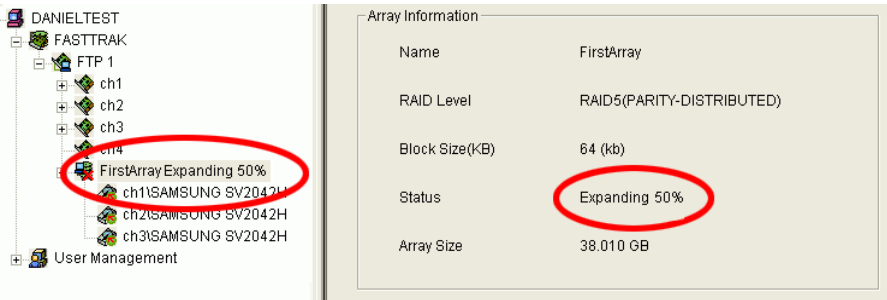 DANIELTEST
FASTTRAK
FTP 1
ch1
ch2
ch3
ch4
FirstArray Expanding 50%
ch1\SAMSUNG SV2042H
ch2\SAMSUNG SV2042H
ch3\SAMSUNG SV2042H
User Management
Array Information
Name FirstArray
RAID Level RAID5(PARITY-DISTRIBUTED)
Block Size(KB) 64 (kb)
Status Expanding 50%
Array Size 38.010 GB